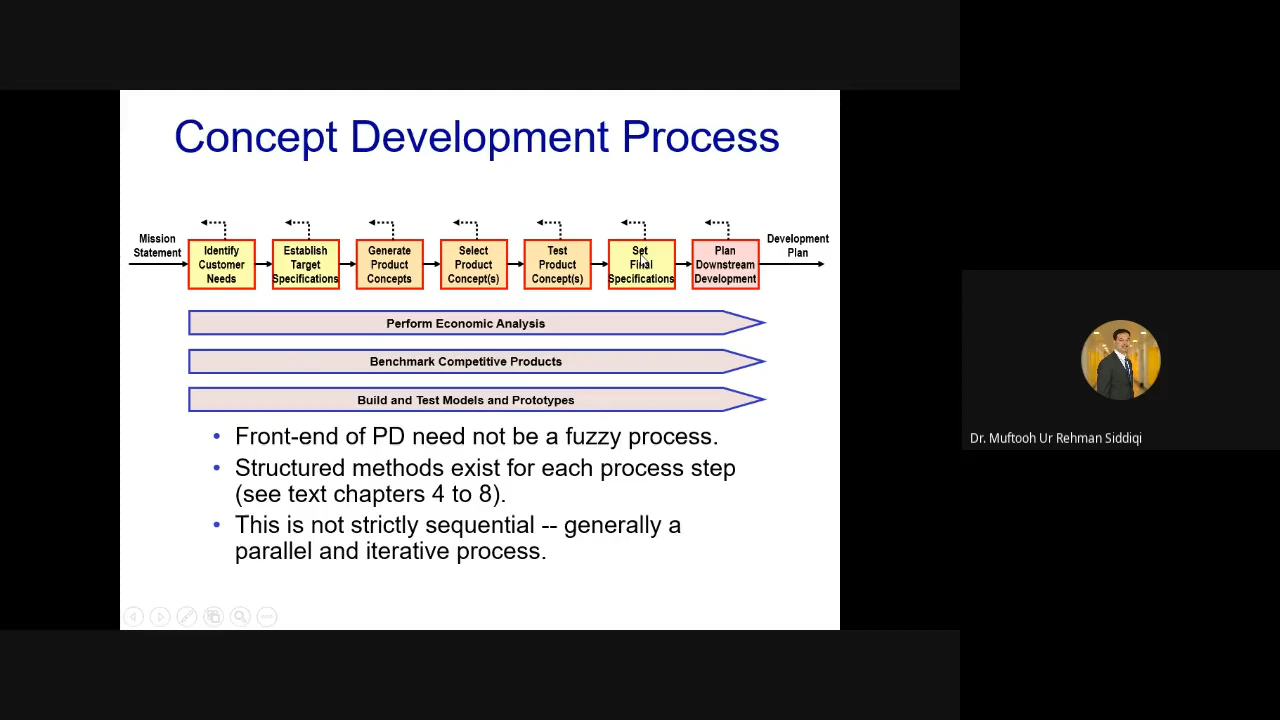 Concept Development Process
Mission
Statement
Identify
Customer
Needs
Establish
Target
Specifications
Generate
Product
Concepts
Select
Product
Concept(s)
Test
Product
Concept(s)
Set
Final
Specifications
Plan
Downstream
Development
Development
Plan
Perform Economic Analysis
Benchmark Competitive Products
Build and Test Models and Prototypes
• Front-end of PD need not be a fuzzy process.
• Structured methods exist for each process step
(see text chapters 4 to 8).
• This is not strictly sequential -- generally a
parallel and iterative process.
Dr. Muftooh Ur Rehman Siddiqi